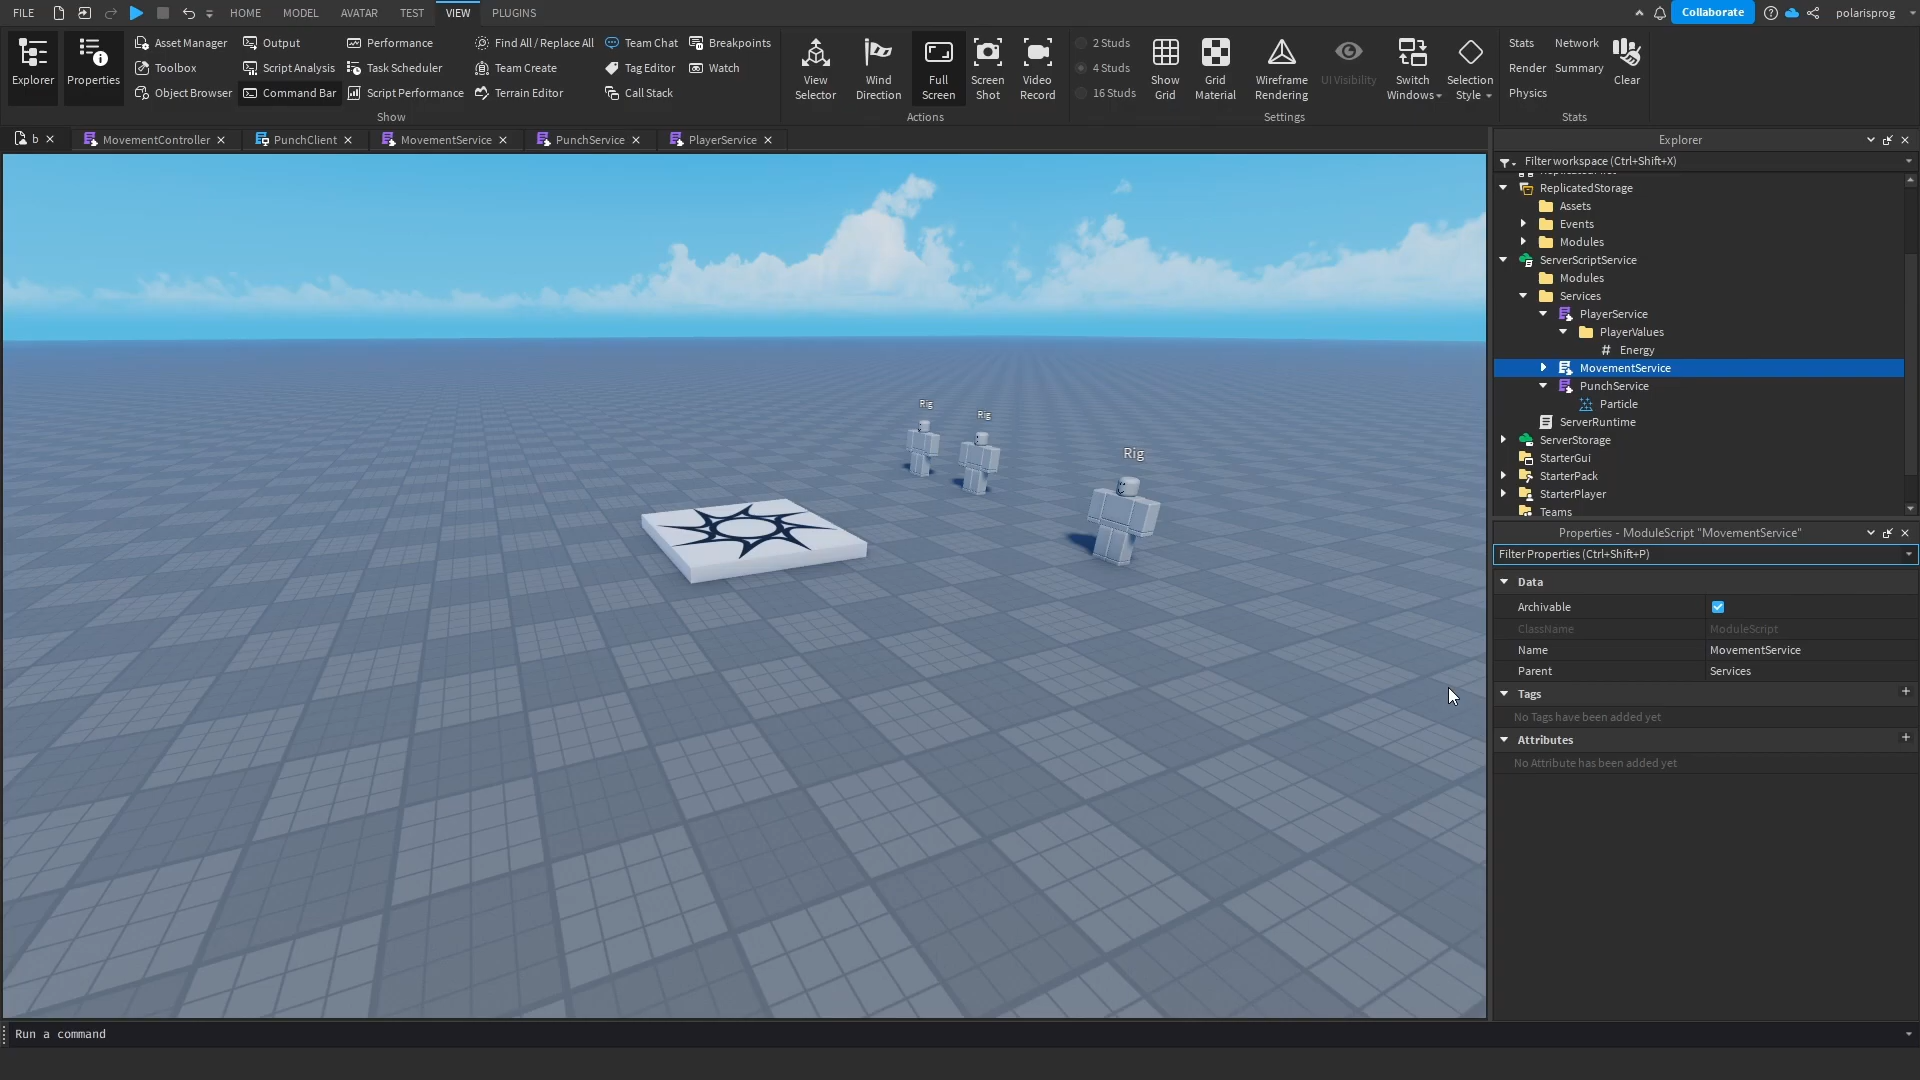 FILE HOME MODEL AVATAR TEST VIEW PLUGINS Collaborate polarisprog
Explorer
Properties
Asset Manager
Toolbox
Object Browser
Output
Script Analysis
Command Bar
Performance
Task Scheduler
Script Performance
Find All / Replace All
Team Create
Terrain Editor
Team Chat
Tag Editor
Call Stack
Breakpoints
Watch
Show
View
Selector
Wind
Direction
Full
Screen
Screen
Shot
Video
Record
Actions
2 Studs
4 Studs
16 Studs
Show
Grid
Grid
Material
Wireframe
Rendering
UI Visibility
Switch
Windows
Selection
Style
Settings
Stats
Render
Physics
Network
Summary
Clear
Stats
b MovementController PunchClient MovementService PunchService PlayerService
Rig
Rig
Rig
Explorer
Filter workspace (Ctrl+Shift+X)
ReplicatedStorage
Assets
Events
Modules
ServerScriptService
Modules
Services
PlayerService
PlayerValues
# Energy
MovementService
PunchService
Particle
ServerRuntime
ServerStorage
StarterGui
StarterPack
StarterPlayer
Teams
Properties - ModuleScript "MovementService"
Filter Properties (Ctrl+Shift+P)
Data
Archivable
ClassName ModuleScript
Name MovementService
Parent Services
Tags
No Tags have been added yet
Attributes
No Attribute has been added yet
Run a command